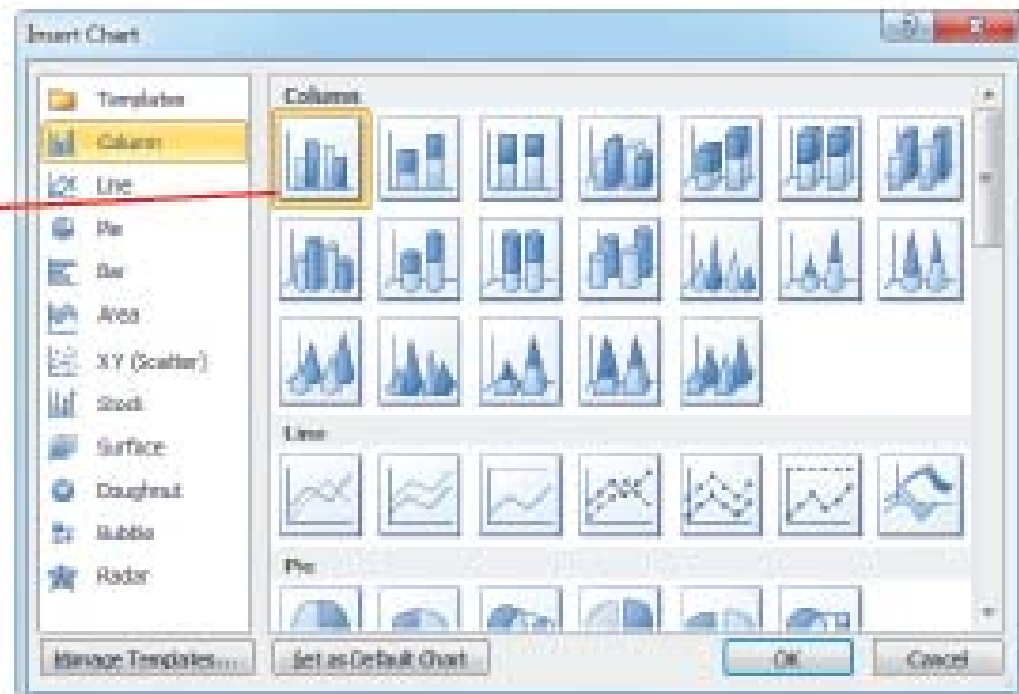 Insert Chart
Templates
Column
Line
Pie
Bar
Area
X Y (Scatter)
Stock
Surface
Doughnut
Bubble
Radar
Column
Line
Pie
Manage Templates...
Set as Default Chart
OK
Cancel